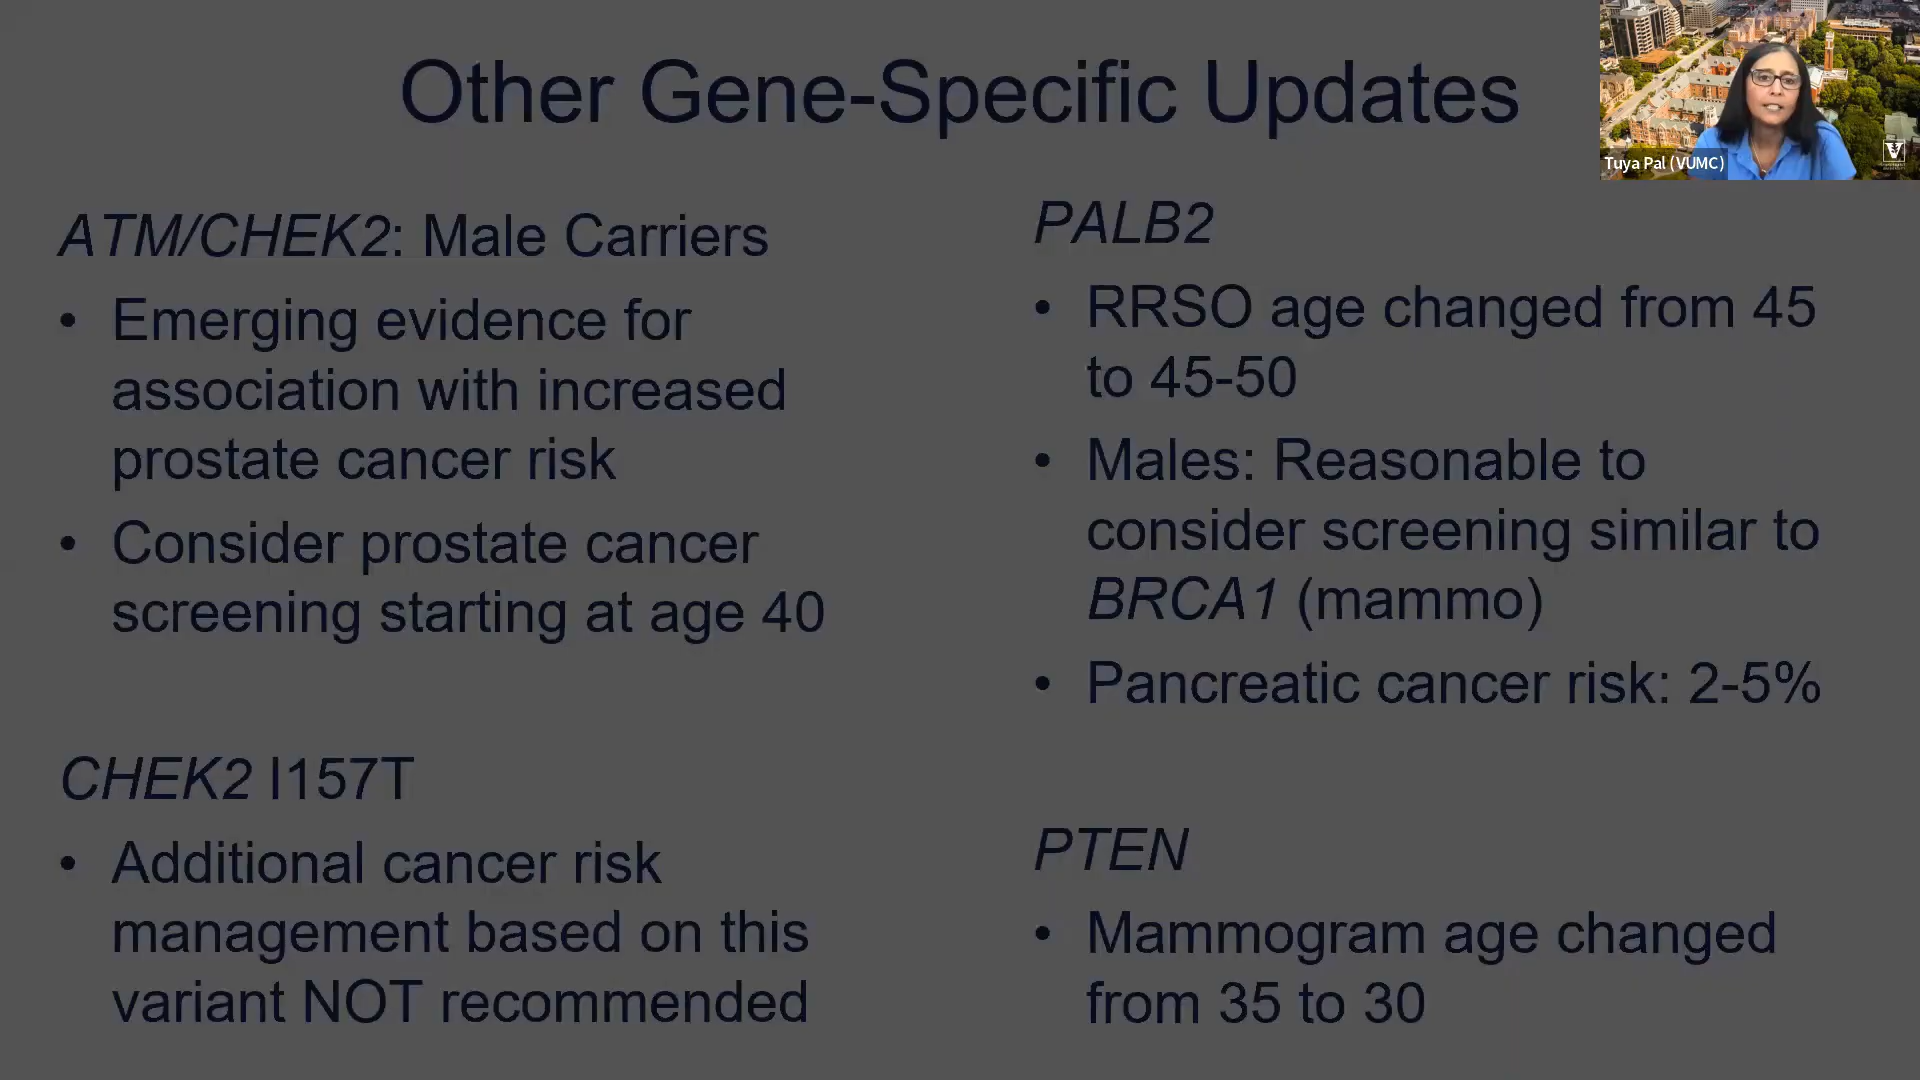 Other Gene-Specific Updates
Tuya Pal (VUMC)
V
ATM/CHEK2: Male Carriers
• Emerging evidence for
association with increased
prostate cancer risk
• Consider prostate cancer
screening starting at age 40
CHEK2 I157T
• Additional cancer risk
management based on this
variant NOT recommended
PALB2
• RRSO age changed from 45
to 45-50
• Males: Reasonable to
consider screening similar to
BRCA1 (mammo)
• Pancreatic cancer risk: 2-5%
PTEN
• Mammogram age changed
from 35 to 30